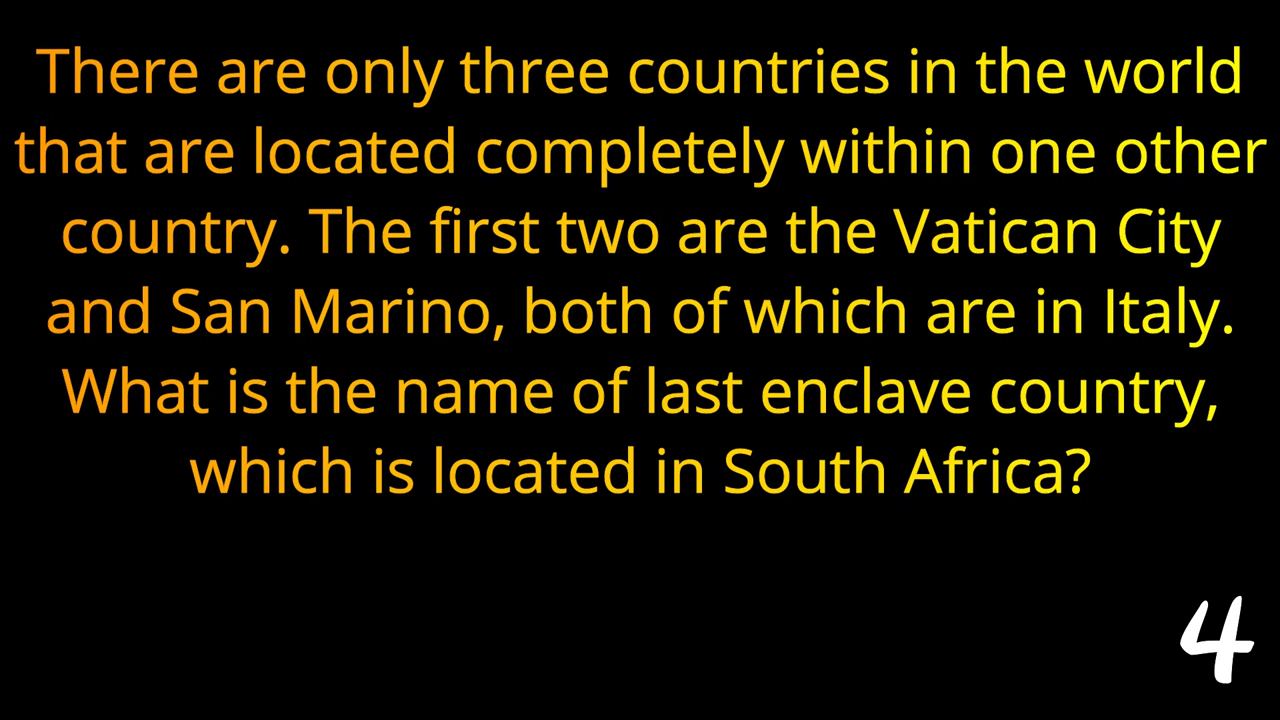 There are only three countries in the world
that are located completely within one other
country. The first two are the Vatican City
and San Marino, both of which are in Italy.
What is the name of last enclave country,
which is located in South Africa?
4